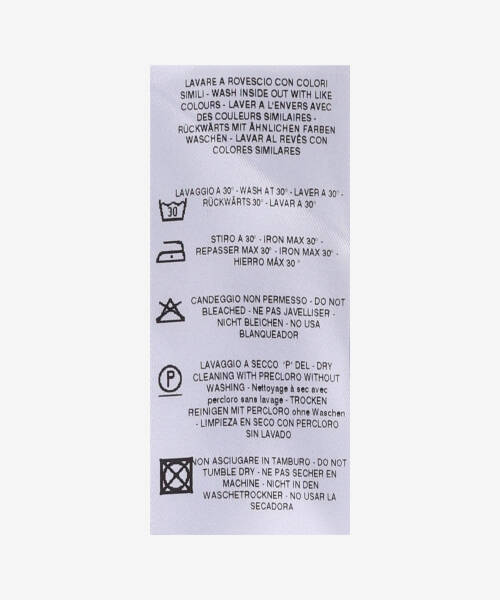 LAVARE A ROVESCIO CON COLORI
SIMILI - WASH INSIDE OUT WITH LIKE
COLOURS - LAVER A L'ENVERS AVEC
DES COULEURS SIMILAIRES -
RÜCKWÄRTS MIT ÄHNLICHEN FARBEN
WASCHEN - LAVAR AL REVÉS CON
COLORES SIMILARES
LAVAGGIO A 30° - WASH AT 30° - LAVER A 30° -
RÜCKWÄRTS 30° - LAVAR A 30°
30
STIRO A 30° - IRON MAX 30° -
REPASSER MAX 30° - IRON MAX 30° -
HIERRO MÁX 30 °
CANDEGGIO NON PERMESSO - DO NOT
BLEACHED - NE PAS JAVELLISER -
NICHT BLEICHEN - NO USA
BLANQUEADOR
LAVAGGIO A SECCO 'P' DEL - DRY
CLEANING WITH PRECLORO WITHOUT
WASHING - Nettoyage à sec avec
percloro sans lavage - TROCKEN
REINIGEN MIT PERCLORO ohne Waschen
- LIMPIEZA EN SECO CON PERCLORO
SIN LAVADO
P
NON ASCIUGARE IN TAMBURO - DO NOT
TUMBLE DRY - NE PAS SECHER EN
MACHINE - NICHT IN DEN
WASCHETROCKNER - NO USAR LA
SECADORA